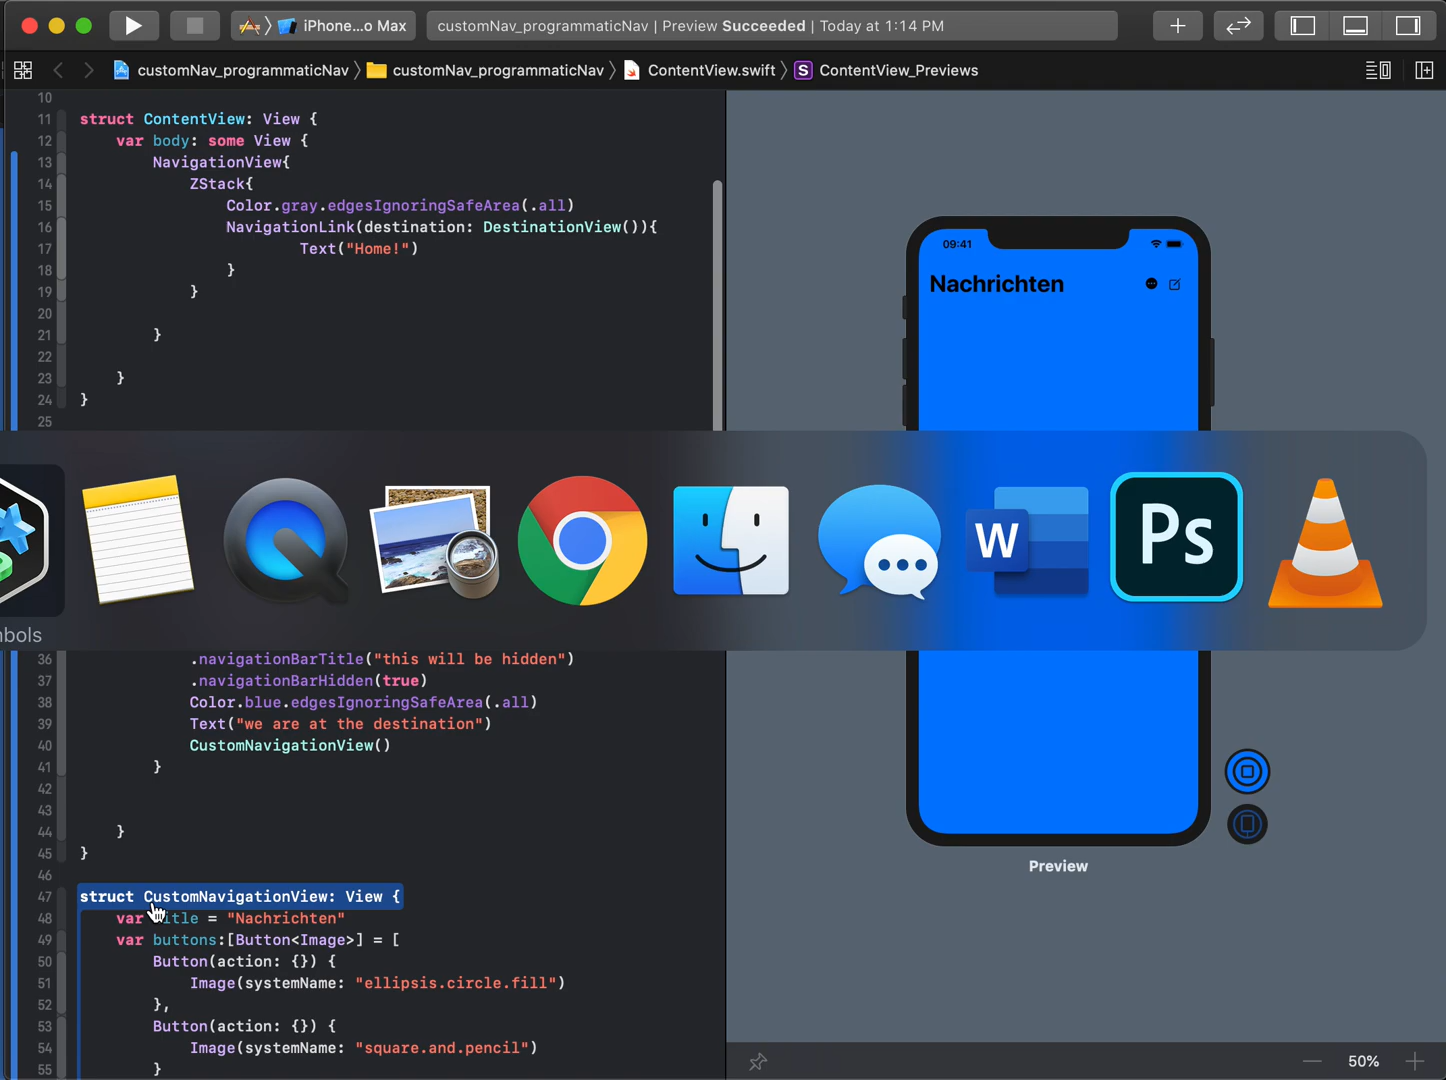 iPhone...o Max
customNav_programmaticNav | Preview Succeeded | Today at 1:14 PM
customNav_programmaticNav
customNav_programmaticNav
ContentView.swift
S
ContentView_Previews
10
11 struct ContentView: View {
12 var body: some View {
13 NavigationView{
14 ZStack{
15 Color.gray.edgesIgnoringSafeArea(.all)
16 NavigationLink(destination: DestinationView()){
17 Text("Home!")
18 }
19 }
20
21 }
22
23 }
24 }
25
09:41
Nachrichten
W
Ps
mbols
36 .navigationBarTitle("this will be hidden")
37 .navigationBarHidden(true)
38 Color.blue.edgesIgnoringSafeArea(.all)
39 Text("we are at the destination")
40 CustomNavigationView()
41 }
42
43
44 }
45 }
46
47 struct CustomNavigationView: View {
48 var title = "Nachrichten"
49 var buttons:[Button<Image>] = [
50 Button(action: {}) {
51 Image(systemName: "ellipsis.circle.fill")
52 },
53 Button(action: {}) {
54 Image(systemName: "square.and.pencil")
55 }
Preview
50%